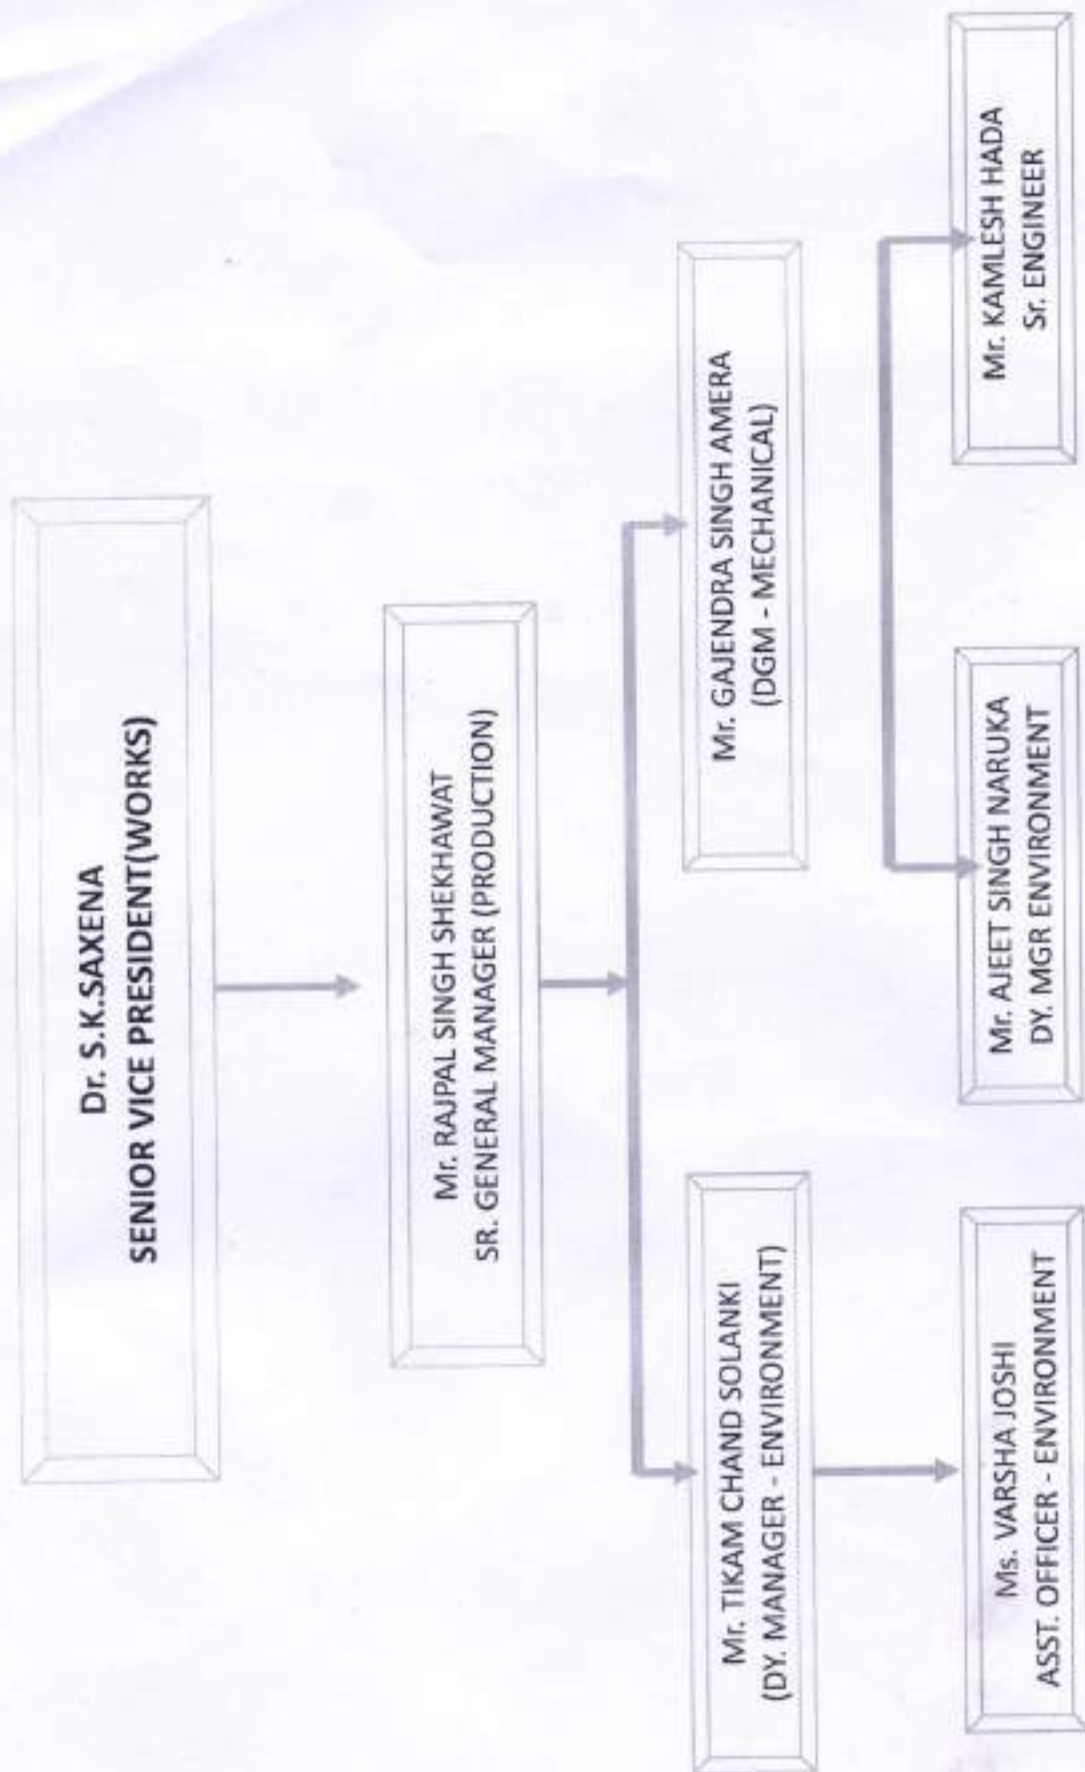 Dr. S.K.SAXENA
SENIOR VICE PRESIDENT(WORKS)
Mr. RAJPAL SINGH SHEKHAWAT
SR. GENERAL MANAGER (PRODUCTION)
Mr. TIKAM CHAND SOLANKI
(DY. MANAGER - ENVIRONMENT)
Mr. GAJENDRA SINGH AMERA
(DGM - MECHANICAL)
Ms. VARSHA JOSHI
ASST. OFFICER - ENVIRONMENT
Mr. AJEET SINGH NARUKA
DY. MGR ENVIRONMENT
Mr. KAMLESH HADA
Sr. ENGINEER